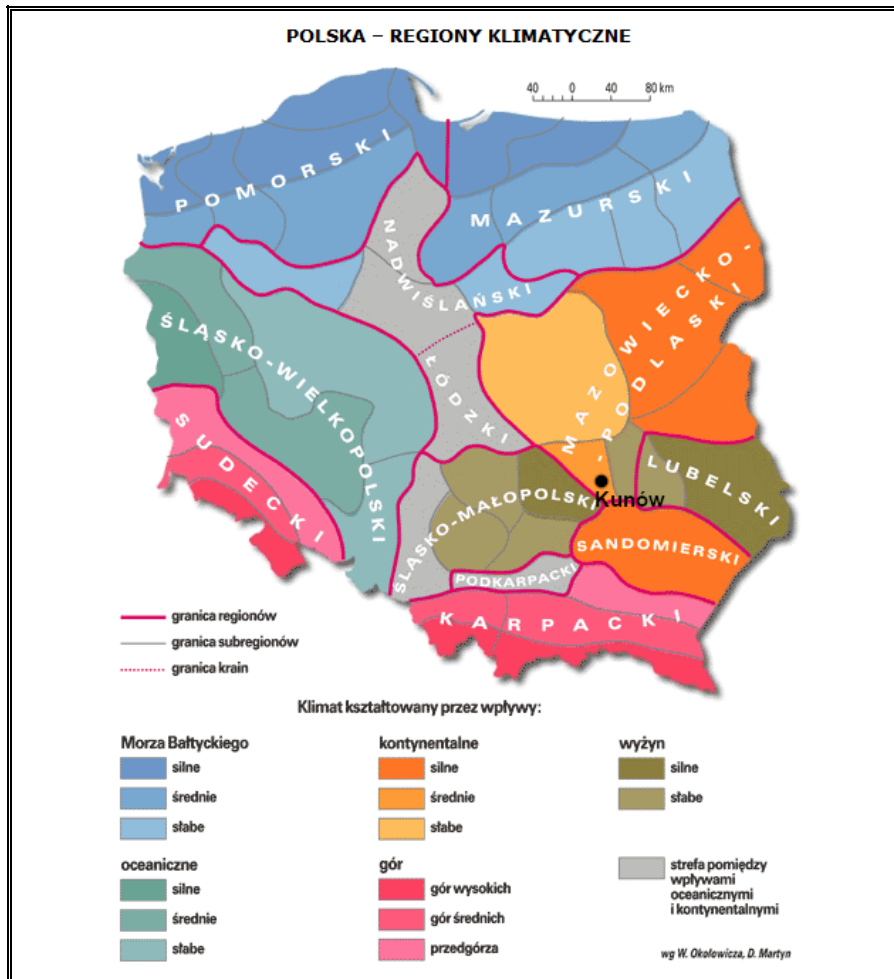 POLSKA – REGIONY KLIMATYCZNE
40 0 40 80 km
POMORSKI
MAZURSKI
NADWIŚLAŃSKI
MAZOWIECKO-
-PODLASKI
ŚLĄSKO-WIELKOPOLSKI
ŁÓDZKI
SUDECKI
LUBELSKI
Kunów
ŚLĄSKO-MAŁOPOLSKI
SANDOMIERSKI
PODKARPACKI
KARPACKI
granica regionów
granica subregionów
granica krain
Klimat kształtowany przez wpływy:
Morza Bałtyckiego
silne
średnie
słabe
kontynentalne
silne
średnie
słabe
wyżyn
silne
słabe
oceaniczne
silne
średnie
słabe
gór
gór wysokich
gór średnich
przedgórza
strefa pomiędzy
wpływami
oceanicznymi
i kontynentalnymi
wg W. Okołowicza, D. Martyn